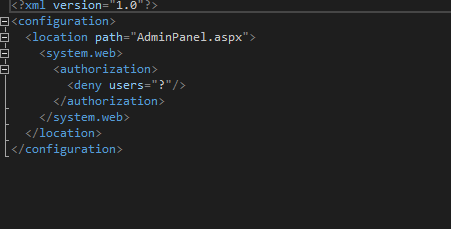 <?xml version="1.0"?>
<configuration>
<location path="AdminPanel.aspx">
<system.web>
<authorization>
<deny users="?"/>
</authorization>
</system.web>
</location>
</configuration>